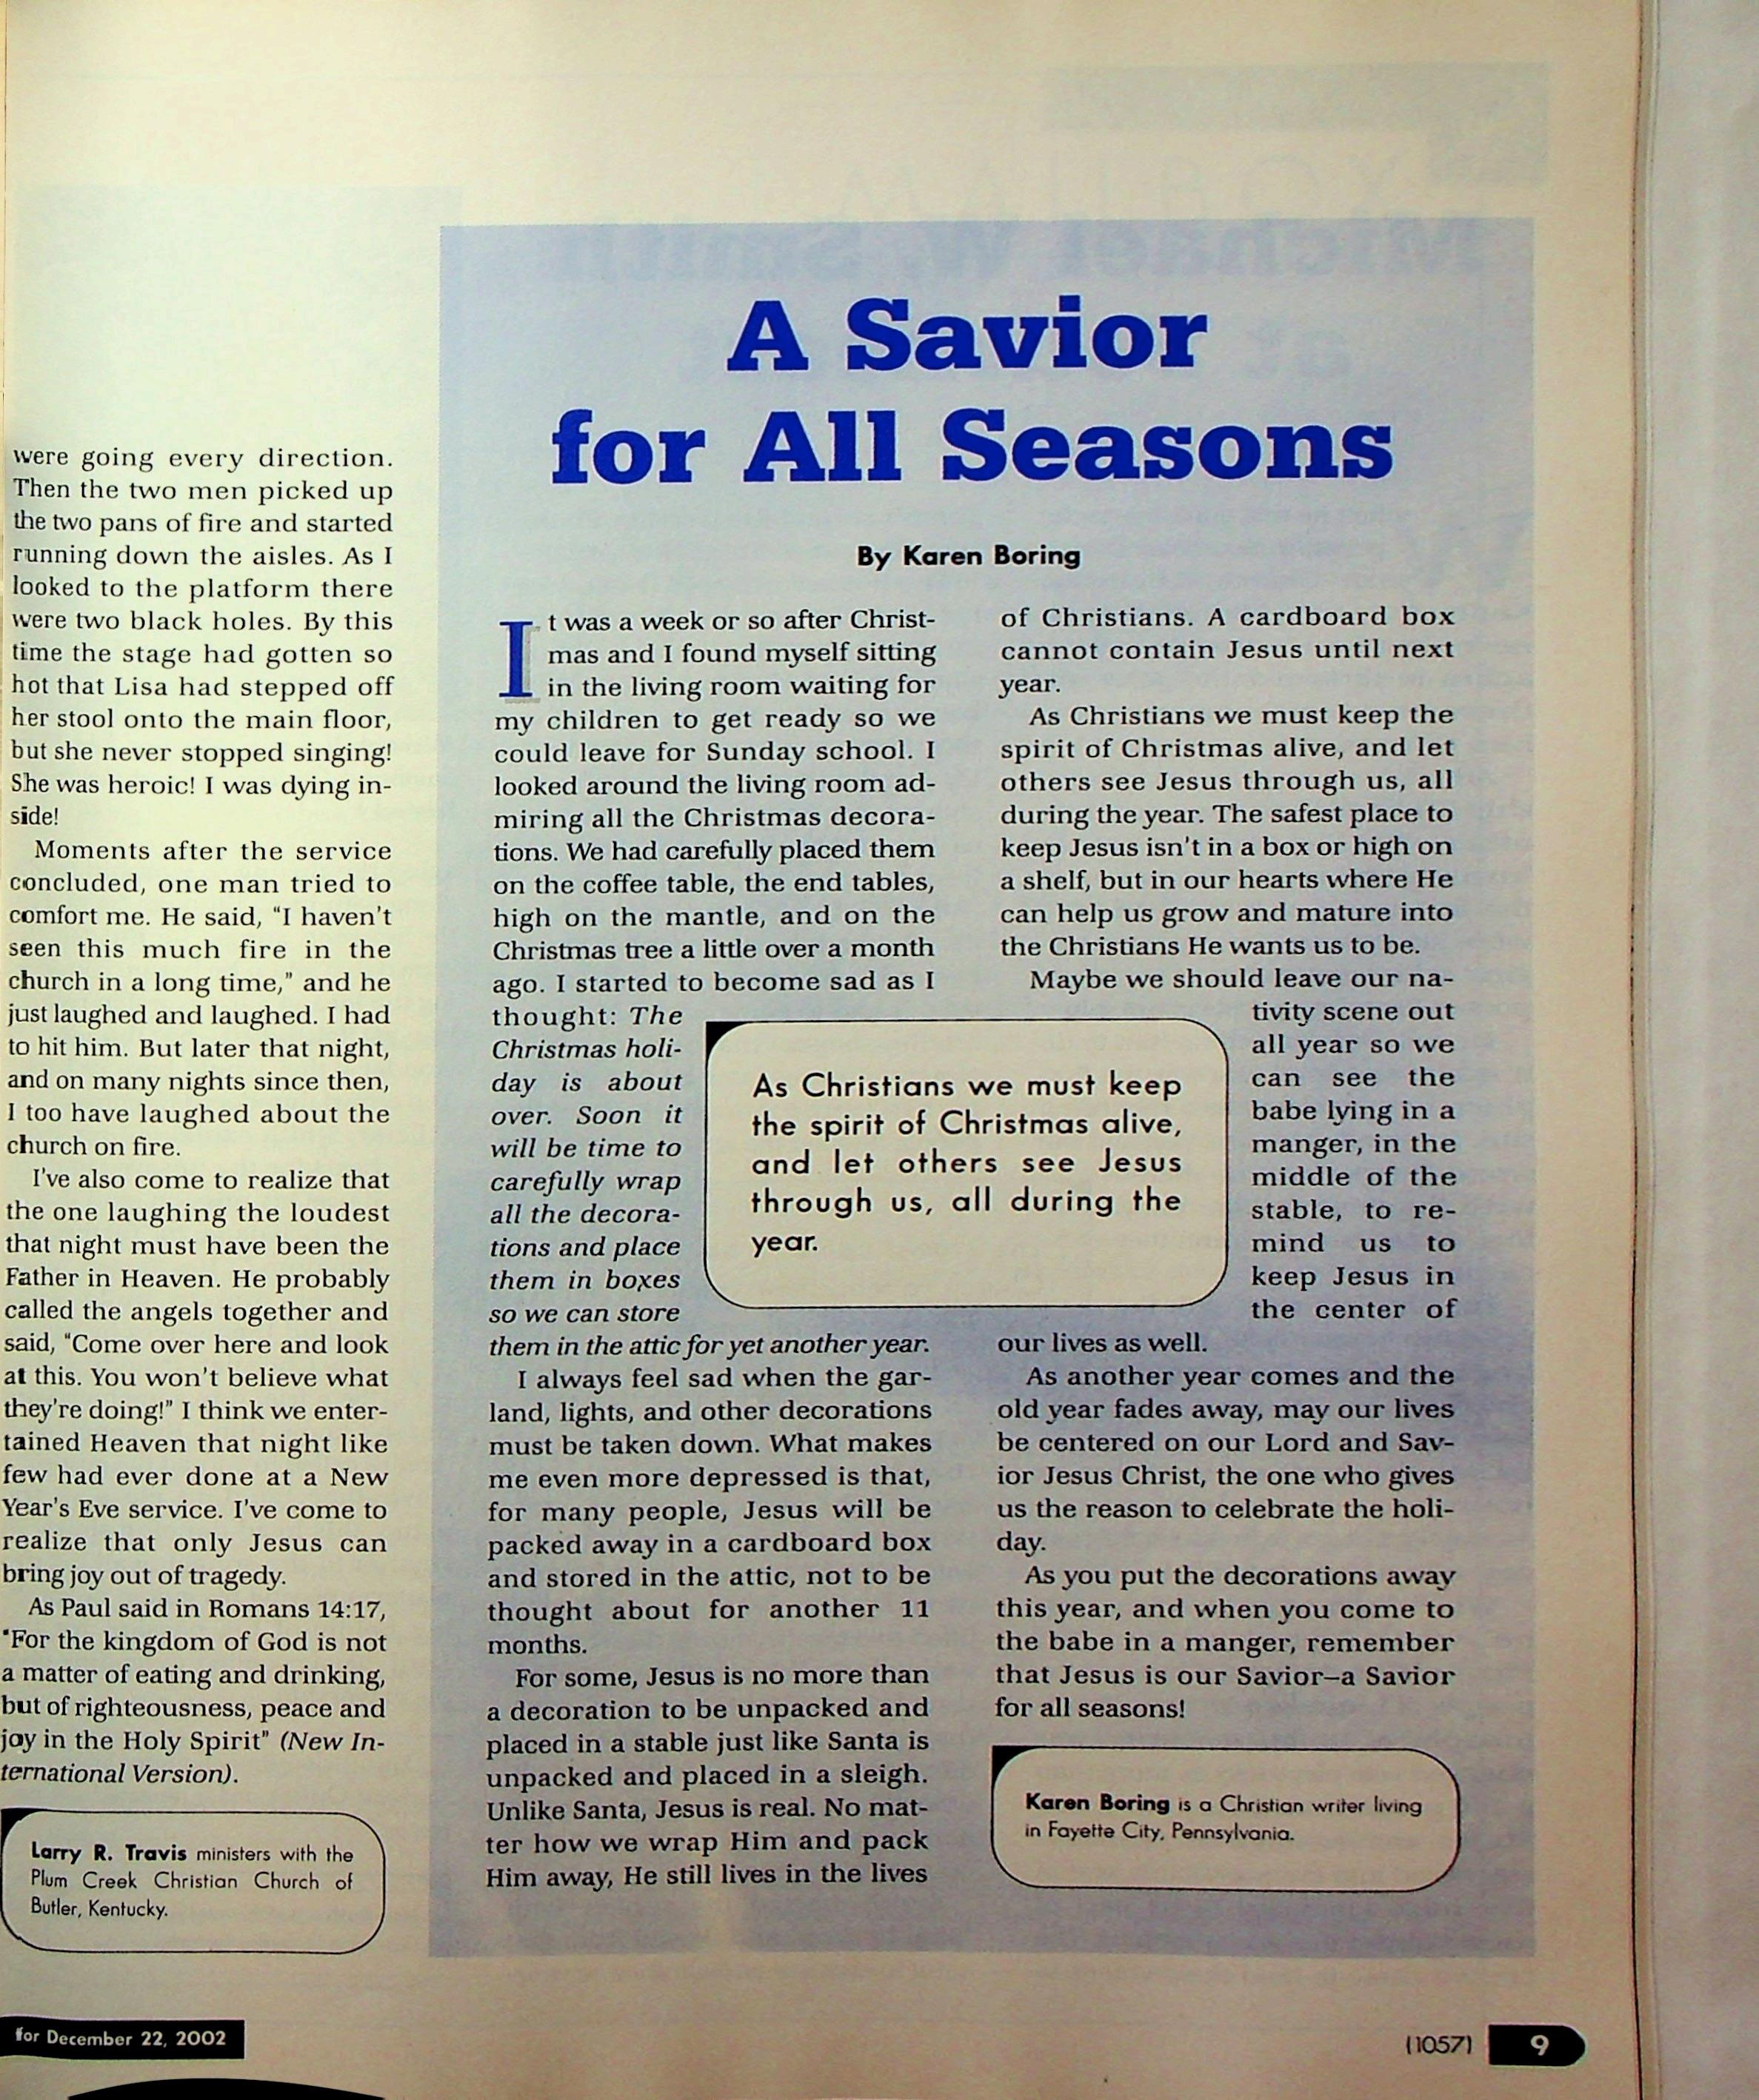 were going every direction.
Then the two men picked up
the two pans of fire and started
running down the aisles. As I
looked to the platform there
were two black holes. By this
time the stage had gotten so
hot that Lisa had stepped off
her stool onto the main floor,
but she never stopped singing!
She was heroic! I was dying in-
side!
Moments after the service
concluded, one man tried to
comfort me. He said, "I haven't
seen this much fire in the
church in a long time," and he
just laughed and laughed. I had
to hit him. But later that night,
and on many nights since then,
I too have laughed about the
church on fire.
I've also come to realize that
the one laughing the loudest
that night must have been the
Father in Heaven. He probably
called the angels together and
said, "Come over here and look
at this. You won't believe what
they're doing!" I think we enter-
tained Heaven that night like
few had ever done at a New
Year's Eve service. I've come to
realize that only Jesus can
bring joy out of tragedy.
As Paul said in Romans 14:17,
"For the kingdom of God is not
a matter of eating and drinking,
but of righteousness, peace and
joy in the Holy Spirit" (New In-
ternational Version).
Larry R. Travis ministers with the
Plum Creek Christian Church of
Butler, Kentucky.
A Savior
for All Seasons
By Karen Boring
It was a week or so after Christ-
mas and I found myself sitting
in the living room waiting for
my children to get ready so we
could leave for Sunday school. I
looked around the living room ad-
miring all the Christmas decora-
tions. We had carefully placed them
on the coffee table, the end tables,
high on the mantle, and on the
Christmas tree a little over a month
ago. I started to become sad as I
thought: The
Christmas holi-
day is about
over. Soon it
will be time to
carefully wrap
all the decora-
tions and place
them in boxes
so we can store
them in the attic for yet another year.
I always feel sad when the gar-
land, lights, and other decorations
must be taken down. What makes
me even more depressed is that,
for many people, Jesus will be
packed away in a cardboard box
and stored in the attic, not to be
thought about for another 11
months.
For some, Jesus is no more than
a decoration to be unpacked and
placed in a stable just like Santa is
unpacked and placed in a sleigh.
Unlike Santa, Jesus is real. No mat-
ter how we wrap Him and pack
Him away, He still lives in the lives
of Christians. A cardboard box
cannot contain Jesus until next
year.
As Christians we must keep the
spirit of Christmas alive, and let
others see Jesus through us, all
during the year. The safest place to
keep Jesus isn't in a box or high on
a shelf, but in our hearts where He
can help us grow and mature into
the Christians He wants us to be.
Maybe we should leave our na-
tivity scene out
all year so we
can see the
babe lying in a
manger, in the
middle of the
stable, to re-
mind us to
keep Jesus in
the center of
our lives as well.
As another year comes and the
old year fades away, may our lives
be centered on our Lord and Sav-
ior Jesus Christ, the one who gives
us the reason to celebrate the holi-
day.
As you put the decorations away
this year, and when you come to
the babe in a manger, remember
that Jesus is our Savior—a Savior
for all seasons!
As Christians we must keep
the spirit of Christmas alive,
and let others see Jesus
through us, all during the
year.
Karen Boring is a Christian writer living
in Fayette City, Pennsylvania.
for December 22, 2002
(1057) 9